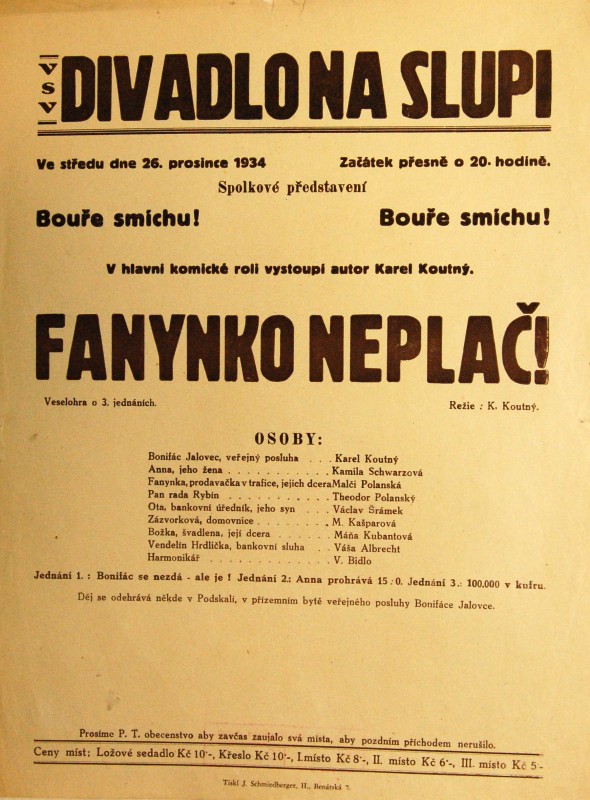 VSV DIVADLO NA SLUPI
Ve středu dne 26. prosince 1934 Začátek přesně o 20. hodině.
Spolkové představení
Bouře smíchu! Bouře smíchu!
V hlavní komické roli vystoupí autor Karel Koutný.
FANYNKO NEPLAČ!
Veselohra o 3. jednáních. Režie : K. Koutný.
OSOBY:
Bonifác Jalovec, veřejný posluha . . . Karel Koutný
Anna, jeho žena . . . . . . . . . . . Kamila Schwarzová
Fanynka, prodavačka v trafice, jejich dcera Malči Polanská
Pan rada Rybín . . . . . . . . . . . Theodor Polanský
Ota, bankovní úředník, jeho syn . . . Václav Šrámek
Zázvorková, domovnice . . . . . . . . M. Kašparová
Božka, švadlena, její dcera . . . . . Máňa Kubantová
Vendelín Hrdlička, bankovní sluha . . Váša Albrecht
Harmonikář . . . . . . . . . . . . . V. Bidlo
Jednání 1. : Bonifác se nezdá - ale je ! Jednání 2.: Anna prohrává 15 : 0. Jednání 3.: 100.000 v kufru.
Děj se odehrává někde v Podskalí, v přízemním bytě veřejného posluhy Bonifáce Jalovce.
Prosíme P. T. obecenstvo aby zavčas zaujalo svá místa, aby pozdním příchodem nerušilo.
Ceny míst: Ložové sedadlo Kč 10·-, Křeslo Kč 10·-, I.místo Kč 8·-, II. místo Kč 6·-, III. místo Kč 5 -
Tiskl J. Schmiedberger, II., Benátská 7.